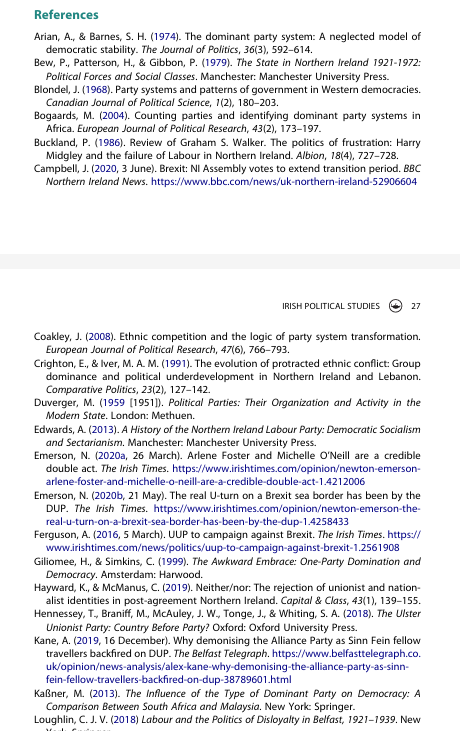 References
Arian, A., & Barnes, S. H. (1974). The dominant party system: A neglected model of
democratic stability. The Journal of Politics, 36(3), 592–614.
Bew, P., Patterson, H., & Gibbon, P. (1979). The State in Northern Ireland 1921-1972:
Political Forces and Social Classes. Manchester: Manchester University Press.
Blondel, J. (1968). Party systems and patterns of government in Western democracies.
Canadian Journal of Political Science, 1(2), 180–203.
Bogaards, M. (2004). Counting parties and identifying dominant party systems in
Africa. European Journal of Political Research, 43(2), 173–197.
Buckland, P. (1986). Review of Graham S. Walker. The politics of frustration: Harry
Midgley and the failure of Labour in Northern Ireland. Albion, 18(4), 727–728.
Campbell, J. (2020, 3 June). Brexit: NI Assembly votes to extend transition period. BBC
Northern Ireland News. https://www.bbc.com/news/uk-northern-ireland-52906604
IRISH POLITICAL STUDIES 27
Coakley, J. (2008). Ethnic competition and the logic of party system transformation.
European Journal of Political Research, 47(6), 766–793.
Crighton, E., & Iver, M. A. M. (1991). The evolution of protracted ethnic conflict: Group
dominance and political underdevelopment in Northern Ireland and Lebanon.
Comparative Politics, 23(2), 127–142.
Duverger, M. (1959 [1951]). Political Parties: Their Organization and Activity in the
Modern State. London: Methuen.
Edwards, A. (2013). A History of the Northern Ireland Labour Party: Democratic Socialism
and Sectarianism. Manchester: Manchester University Press.
Emerson, N. (2020a, 26 March). Arlene Foster and Michelle O'Neill are a credible
double act. The Irish Times. https://www.irishtimes.com/opinion/newton-emerson-
arlene-foster-and-michelle-o-neill-are-a-credible-double-act-1.4212006
Emerson, N. (2020b, 21 May). The real U-turn on a Brexit sea border has been by the
DUP. The Irish Times. https://www.irishtimes.com/opinion/newton-emerson-the-
real-u-turn-on-a-brexit-sea-border-has-been-by-the-dup-1.4258433
Ferguson, A. (2016, 5 March). UUP to campaign against Brexit. The Irish Times. https://
www.irishtimes.com/news/politics/uup-to-campaign-against-brexit-1.2561908
Giliomee, H., & Simkins, C. (1999). The Awkward Embrace: One-Party Domination and
Democracy. Amsterdam: Harwood.
Hayward, K., & McManus, C. (2019). Neither/nor: The rejection of unionist and nation-
alist identities in post-agreement Northern Ireland. Capital & Class, 43(1), 139–155.
Hennessey, T., Braniff, M., McAuley, J. W., Tonge, J., & Whiting, S. A. (2018). The Ulster
Unionist Party: Country Before Party? Oxford: Oxford University Press.
Kane, A. (2019, 16 December). Why demonising the Alliance Party as Sinn Fein fellow
travellers backfired on DUP. The Belfast Telegraph. https://www.belfasttelegraph.co.
uk/opinion/news-analysis/alex-kane-why-demonising-the-alliance-party-as-sinn-
fein-fellow-travellers-backfired-on-dup-38789601.html
Kaßner, M. (2013). The Influence of the Type of Dominant Party on Democracy: A
Comparison Between South Africa and Malaysia. New York: Springer.
Loughlin, C. J. V. (2018) Labour and the Politics of Disloyalty in Belfast, 1921–1939. New